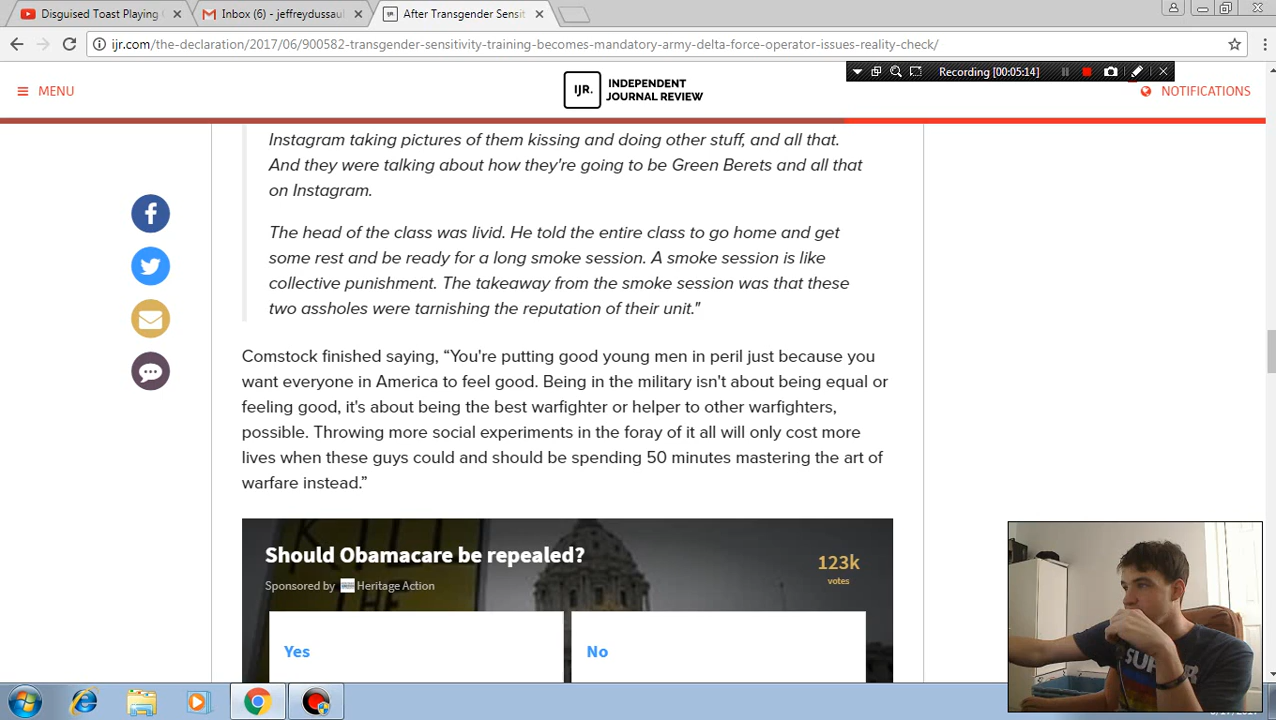 Disguised Toast Playing
Inbox (6) - jeffreydussaul
After Transgender Sensit
ijr.com/the-declaration/2017/06/900582-transgender-sensitivity-training-becomes-mandatory-army-delta-force-operator-issues-reality-check/
Recording [00:05:14]
MENU
IJR.
INDEPENDENT
JOURNAL REVIEW
NOTIFICATIONS
Instagram taking pictures of them kissing and doing other stuff, and all that.
And they were talking about how they're going to be Green Berets and all that
on Instagram.
The head of the class was livid. He told the entire class to go home and get
some rest and be ready for a long smoke session. A smoke session is like
collective punishment. The takeaway from the smoke session was that these
two assholes were tarnishing the reputation of their unit."
Comstock finished saying, “You're putting good young men in peril just because you
want everyone in America to feel good. Being in the military isn't about being equal or
feeling good, it's about being the best warfighter or helper to other warfighters,
possible. Throwing more social experiments in the foray of it all will only cost more
lives when these guys could and should be spending 50 minutes mastering the art of
warfare instead.”
Should Obamacare be repealed?
123k
votes
Sponsored by
Heritage Action
Yes
No